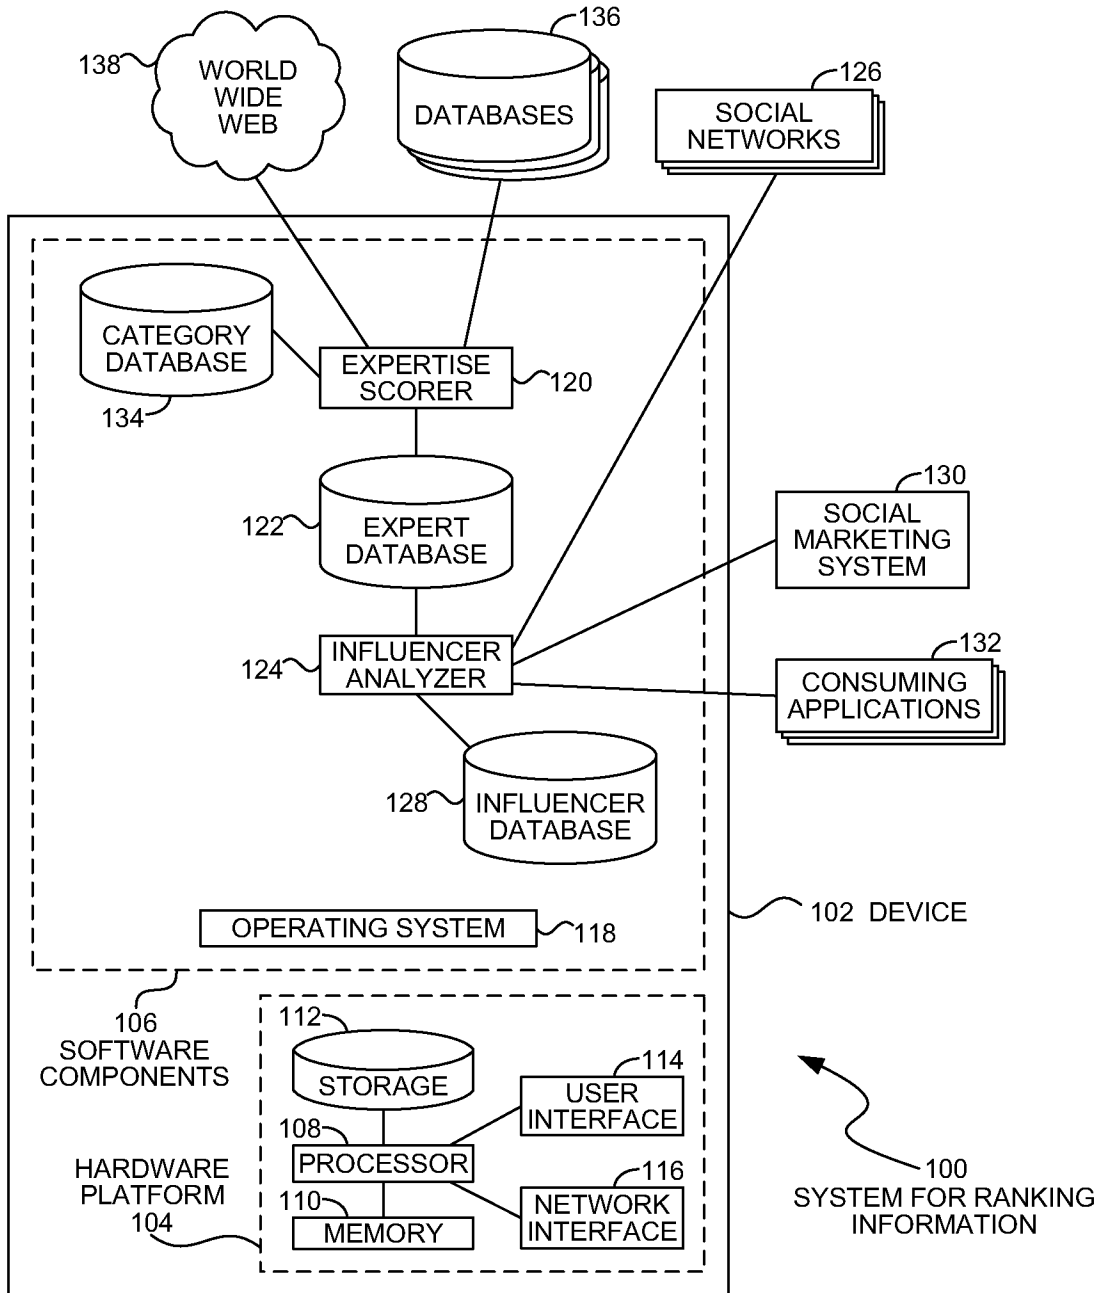 138
WORLD
WIDE
WEB
136
DATABASES
126
SOCIAL
NETWORKS
CATEGORY
DATABASE
134
EXPERTISE
SCORER
120
122
EXPERT
DATABASE
130
SOCIAL
MARKETING
SYSTEM
124
INFLUENCER
ANALYZER
132
CONSUMING
APPLICATIONS
128
INFLUENCER
DATABASE
102 DEVICE
OPERATING SYSTEM
118
106
SOFTWARE
COMPONENTS
112
STORAGE
114
USER
INTERFACE
108
PROCESSOR
110
MEMORY
116
NETWORK
INTERFACE
HARDWARE
PLATFORM
104
100
SYSTEM FOR RANKING
INFORMATION